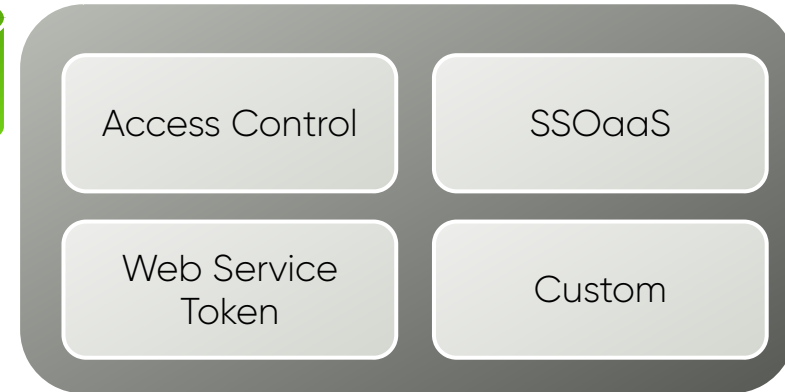 Access Control
SSOaaS
Web Service
Token
Custom